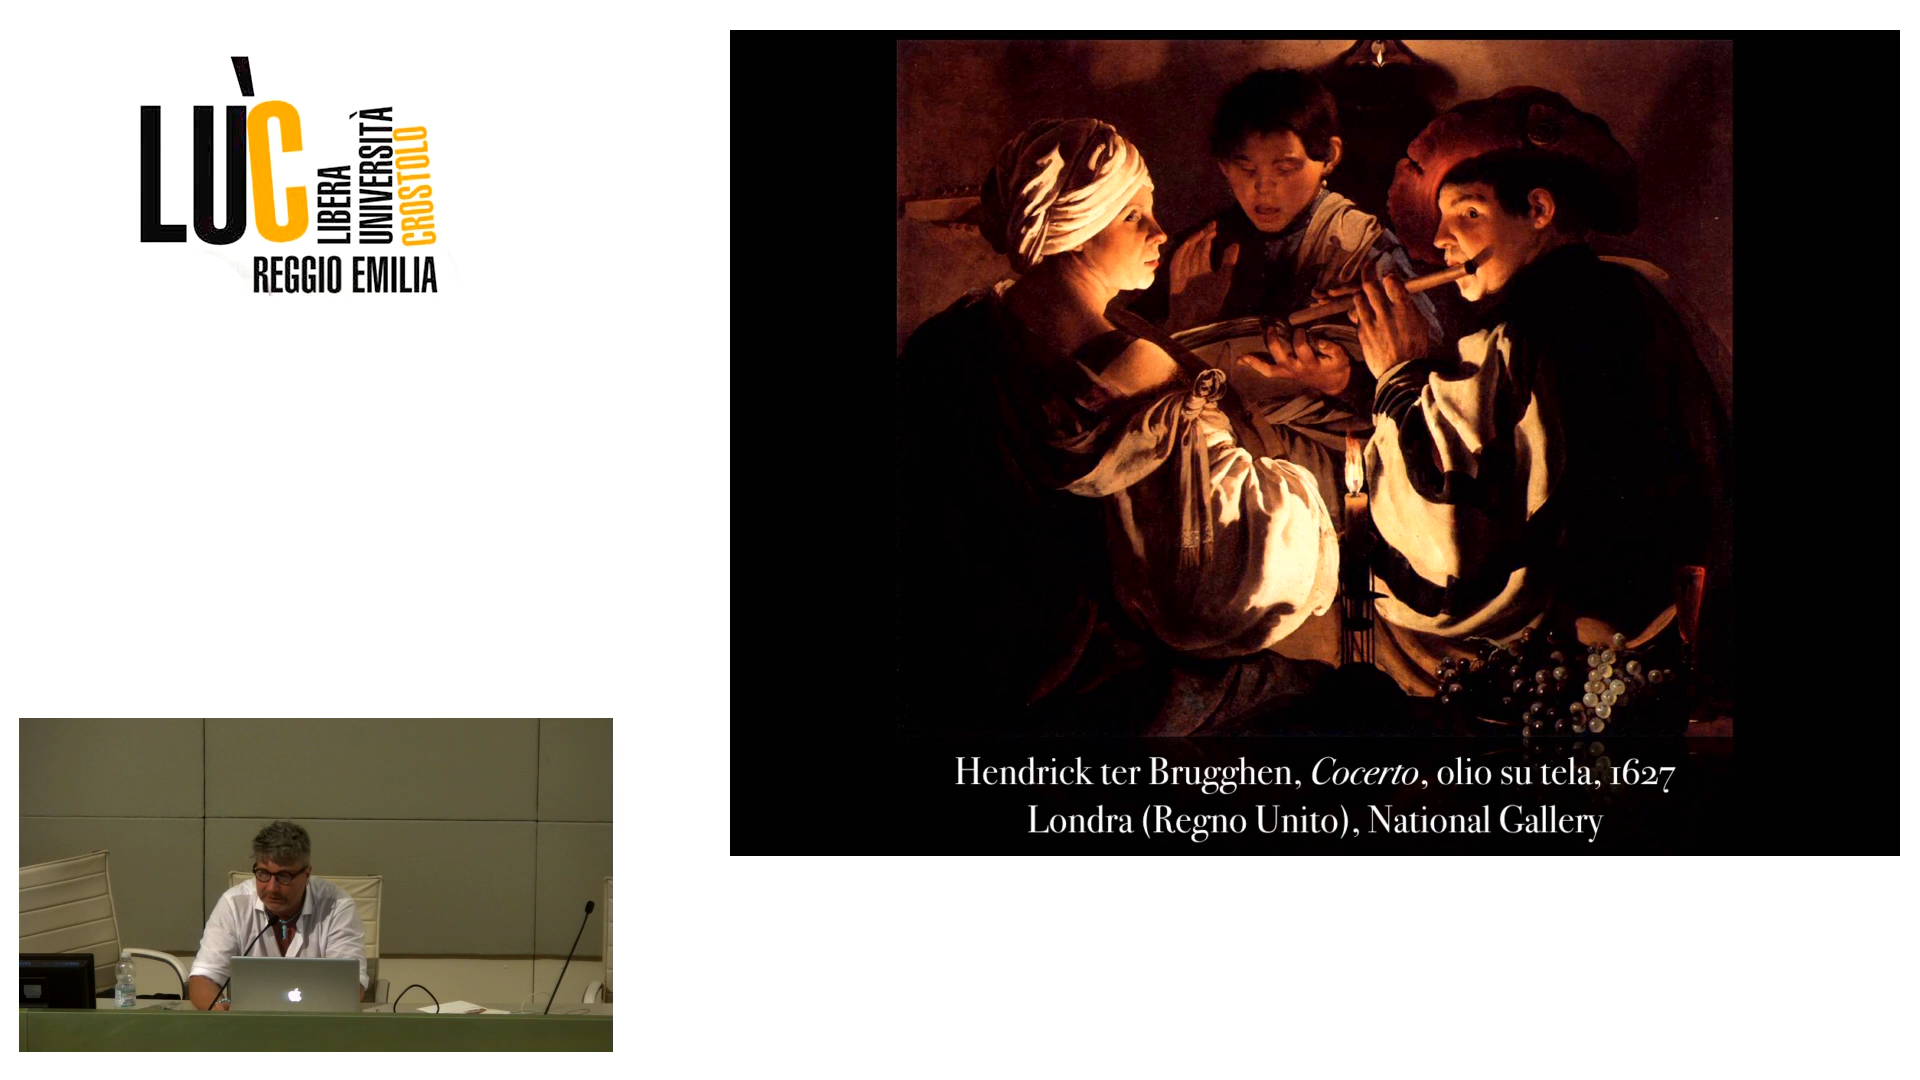 LÙC
LIBERA
UNIVERSITÀ
CROSTOLO
REGGIO EMILIA
Hendrick ter Brugghen, Cocerto, olio su tela, 1627
Londra (Regno Unito), National Gallery